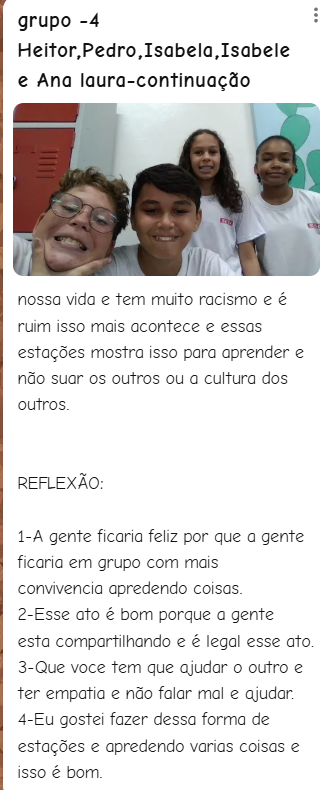 grupo -4
Heitor,Pedro,Isabela,Isabele
e Ana laura-continuação
nossa vida e tem muito racismo e é
ruim isso mais acontece e essas
estações mostra isso para aprender e
não suar os outros ou a cultura dos
outros.
REFLEXÃO:
1-A gente ficaria feliz por que a gente
ficaria em grupo com mais
convivencia apredendo coisas.
2-Esse ato é bom porque a gente
esta compartilhando e é legal esse ato.
3-Que voce tem que ajudar o outro e
ter empatia e não falar mal e ajudar.
4-Eu gostei fazer dessa forma de
estações e apredendo varias coisas e
isso é bom.